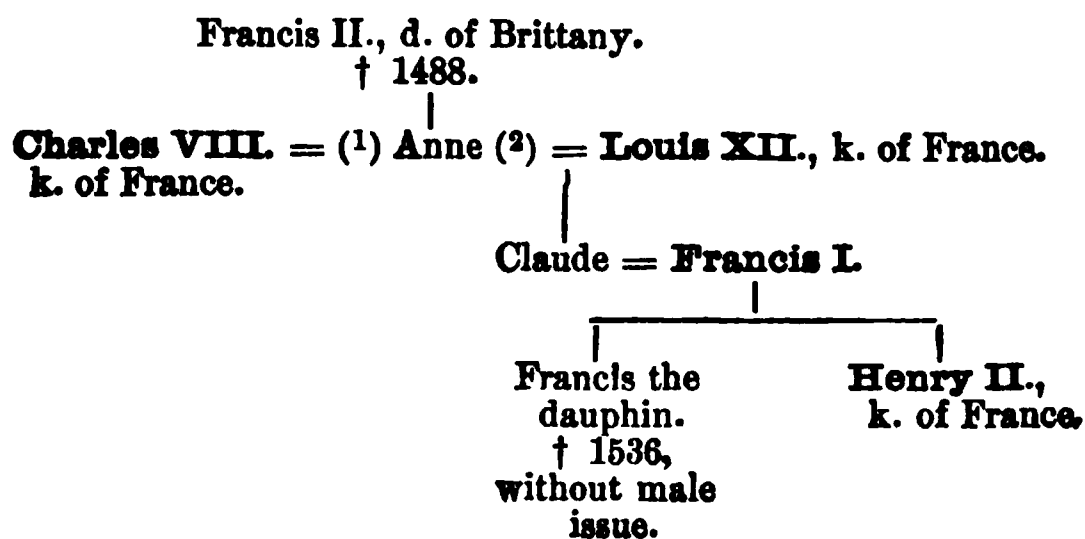 Francis II., d. of Brittany.
† 1488.
Charles VIII. = (1) Anne (2) = Louis XII., k. of France.
k. of France.
Claude = Francis I.
Francis the
dauphin.
† 1536,
without male
issue.
Henry II.,
k. of France.